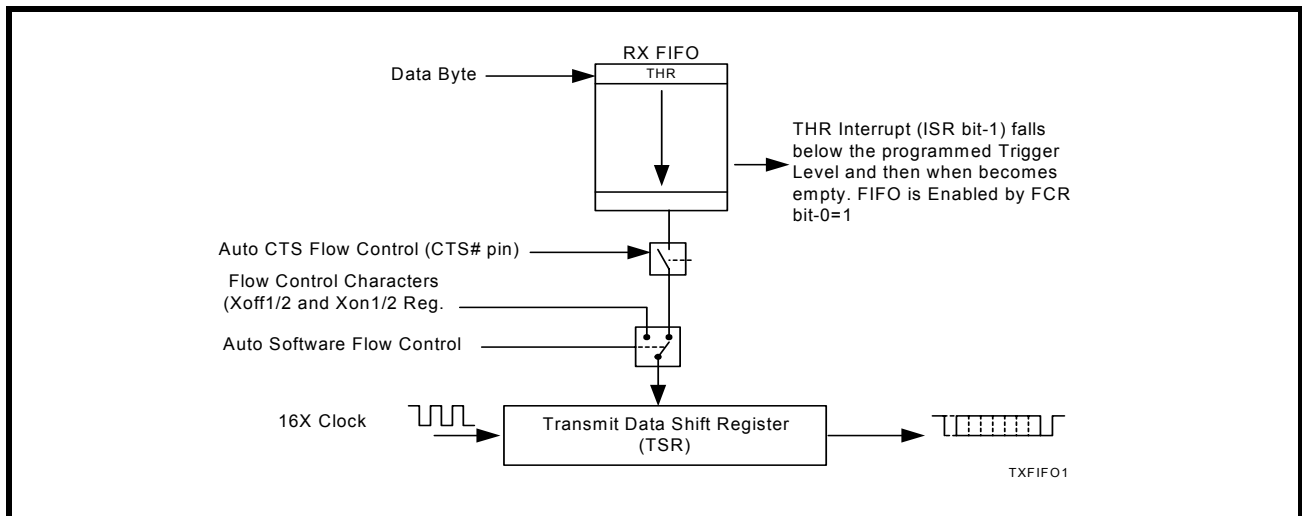 RX FIFO
Data Byte
THR
THR Interrupt (ISR bit-1) falls
below the programmed Trigger
Level and then when becomes
empty. FIFO is Enabled by FCR
bit-0=1
Auto CTS Flow Control (CTS# pin)
Flow Control Characters
(Xoff1/2 and Xon1/2 Reg.
Auto Software Flow Control
16X Clock
Transmit Data Shift Register
(TSR)
TXFIFO1